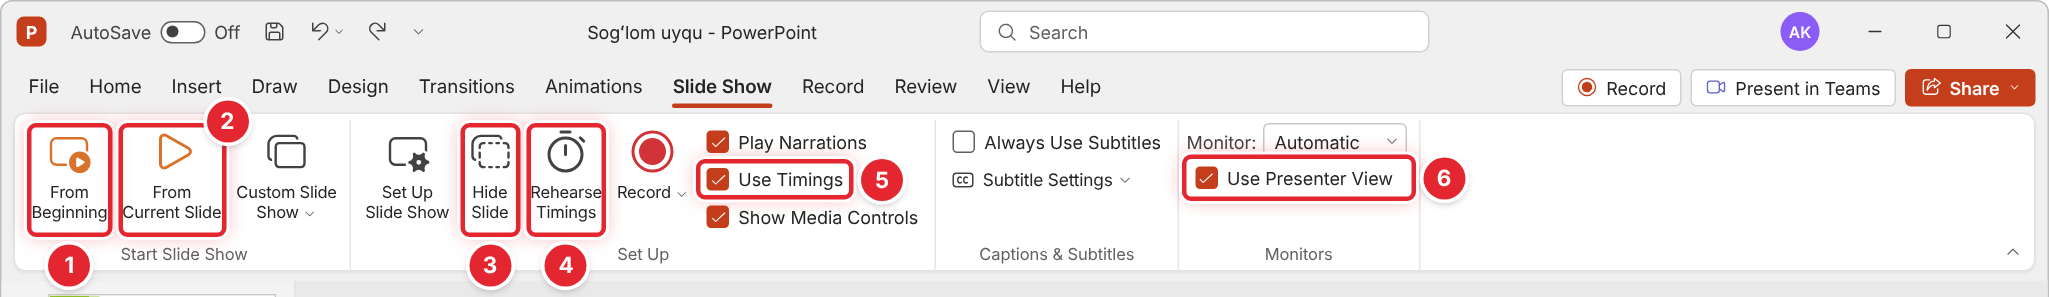 P AutoSave Off Sogʻlom uyqu - PowerPoint Search AK
File Home Insert Draw Design Transitions Animations Slide Show Record Review View Help Record Present in Teams Share
2
From Beginning
From Current Slide
Custom Slide Show
Set Up Slide Show
Hide Slide
Rehearse Timings
Record
Play Narrations
Use Timings 5
Show Media Controls
Always Use Subtitles
CC Subtitle Settings
Monitor: Automatic
Use Presenter View 6
1 Start Slide Show 3 4 Set Up Captions & Subtitles Monitors